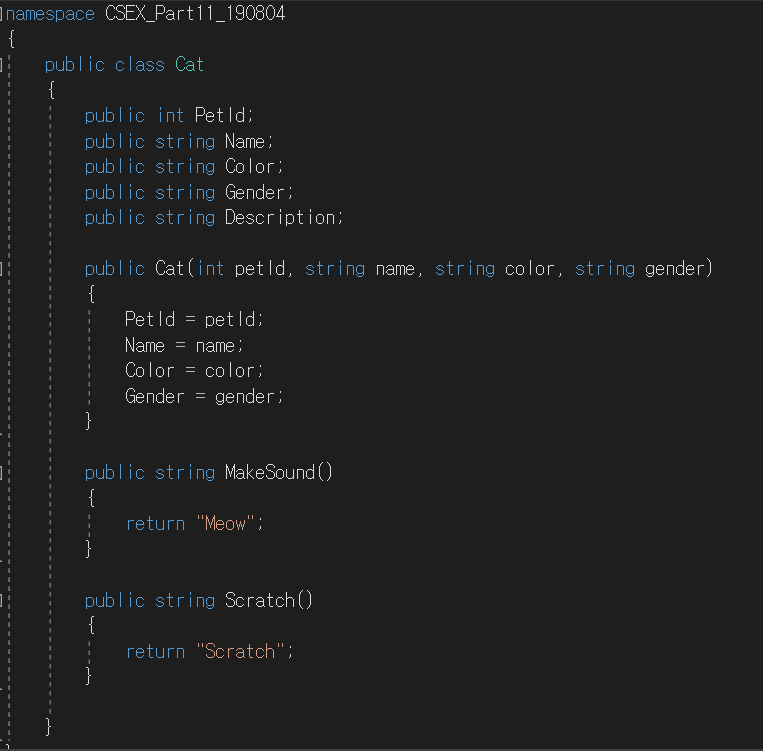 namespace CSEX_Part11_190804
{
    public class Cat
    {
        public int PetId;
        public string Name;
        public string Color;
        public string Gender;
        public string Description;

        public Cat(int petId, string name, string color, string gender)
        {
            PetId = petId;
            Name = name;
            Color = color;
            Gender = gender;
        }

        public string MakeSound()
        {
            return "Meow";
        }

        public string Scratch()
        {
            return "Scratch";
        }

    }
}